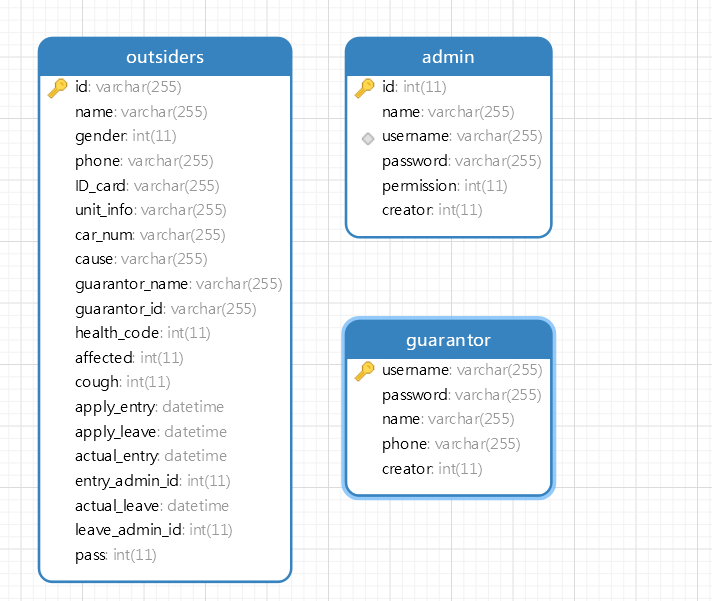 outsiders
id: varchar(255)
name: varchar(255)
gender: int(11)
phone: varchar(255)
ID_card: varchar(255)
unit_info: varchar(255)
car_num: varchar(255)
cause: varchar(255)
guarantor_name: varchar(255)
guarantor_id: varchar(255)
health_code: int(11)
affected: int(11)
cough: int(11)
apply_entry: datetime
apply_leave: datetime
actual_entry: datetime
entry_admin_id: int(11)
actual_leave: datetime
leave_admin_id: int(11)
pass: int(11)
admin
id: int(11)
name: varchar(255)
username: varchar(255)
password: varchar(255)
permission: int(11)
creator: int(11)
guarantor
username: varchar(255)
password: varchar(255)
name: varchar(255)
phone: varchar(255)
creator: int(11)